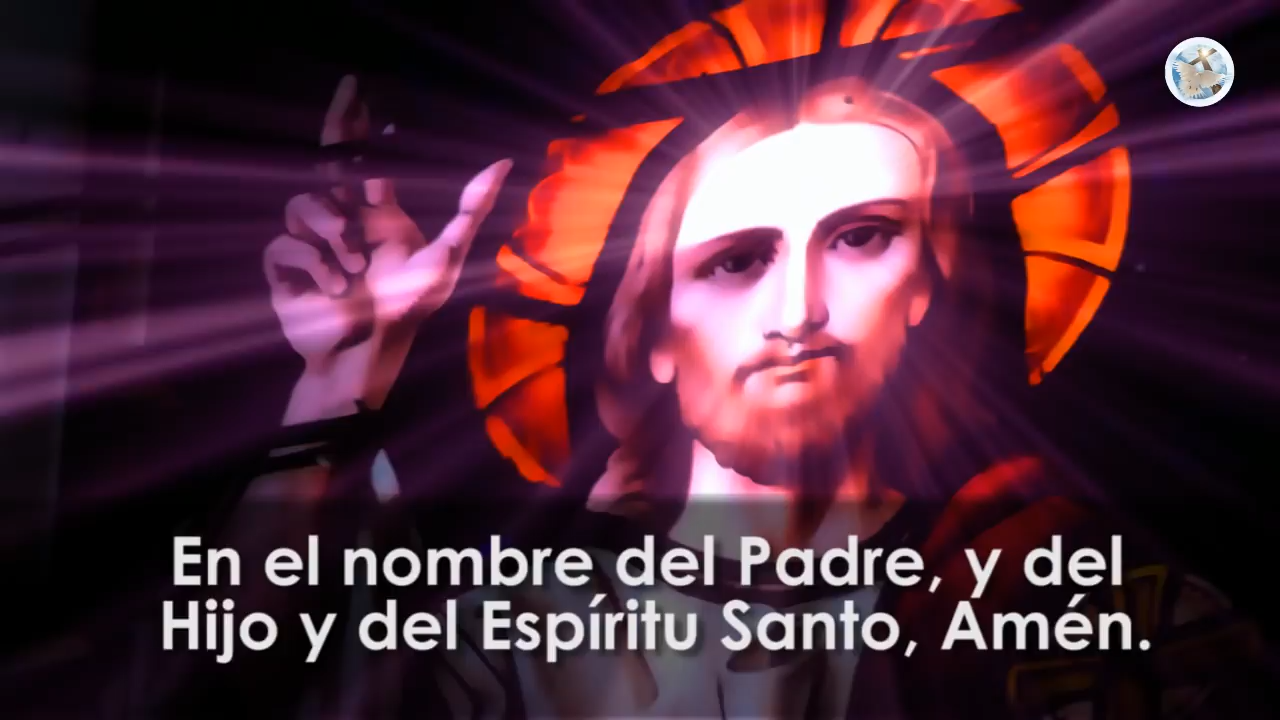 En el nombre del Padre, y del
Hijo y del Espíritu Santo, Amén.